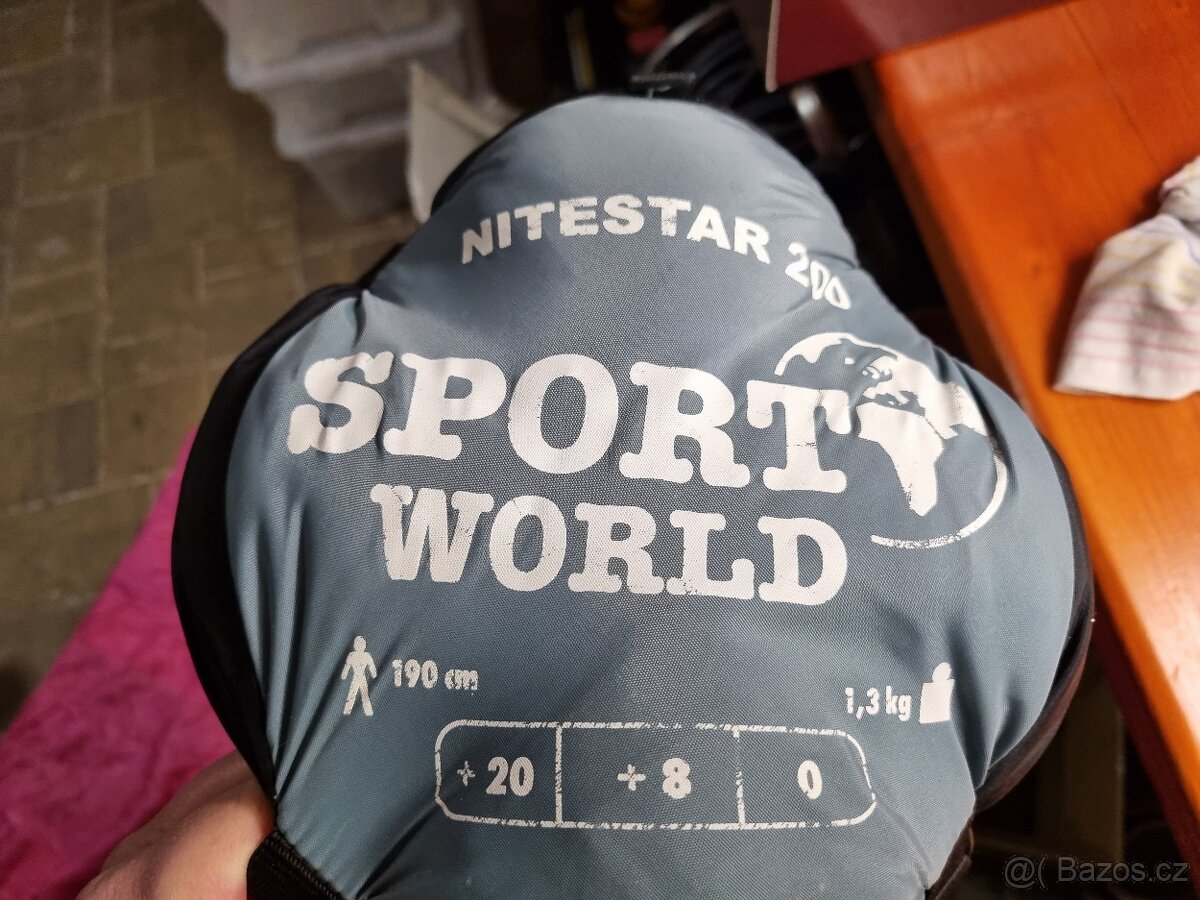 NITESTAR 200
SPORT
WORLD
190 cm
1,3 kg
+ 20 + 8 0
@( Bazos.cz